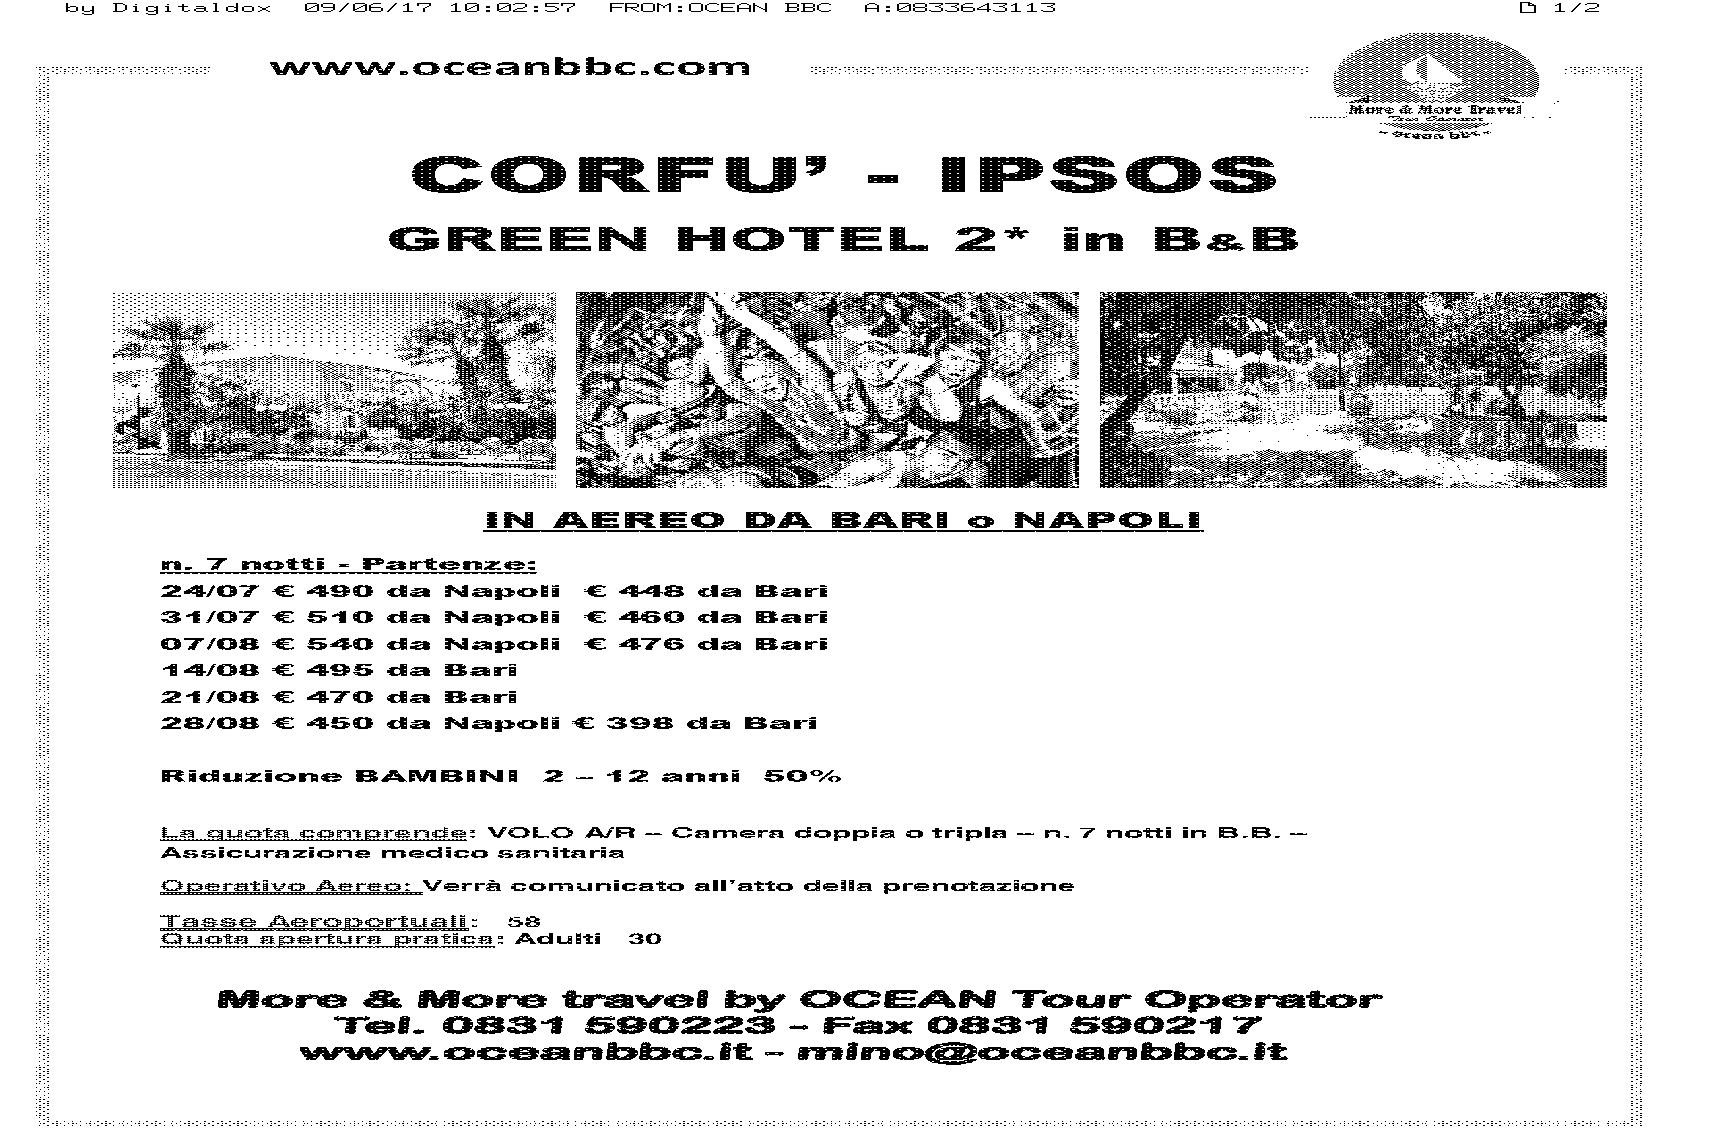 by Digitaldox 09/06/17 10:02:57 FROM:OCEAN BBC A:0833643113 1/2
www.oceanbbc.com
More & More Travel
Tour Operator
"Ocean bbc"
CORFU' - IPSOS
GREEN HOTEL 2* in B&B
IN AEREO DA BARI o NAPOLI
n. 7 notti - Partenze:
24/07 € 490 da Napoli € 448 da Bari
31/07 € 510 da Napoli € 460 da Bari
07/08 € 540 da Napoli € 476 da Bari
14/08 € 495 da Bari
21/08 € 470 da Bari
28/08 € 450 da Napoli € 398 da Bari
Riduzione BAMBINI 2 – 12 anni 50%
La quota comprende: VOLO A/R – Camera doppia o tripla – n. 7 notti in B.B. –
Assicurazione medico sanitaria
Operativo Aereo: Verrà comunicato all'atto della prenotazione
Tasse Aeroportuali: 58
Quota apertura pratica: Adulti 30
More & More travel by OCEAN Tour Operator
Tel. 0831 590223 - Fax 0831 590217
www.oceanbbc.it - mino@oceanbbc.it